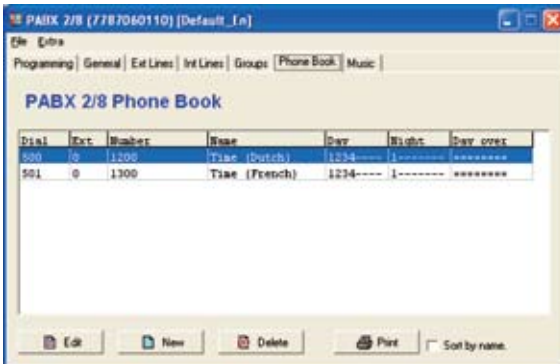 PABX 2/8 (7787060110) [Default_En]
File Extra
Programming General Ext Lines Int Lines Groups Phone Book Music
PABX 2/8 Phone Book
Dial Ext Number Name Day Night Day over
500 0 1200 Time (Dutch) 1234---- 1------- ********
501 0 1300 Time (French) 1234---- 1------- ********
Edit New Delete Print Sort by name.